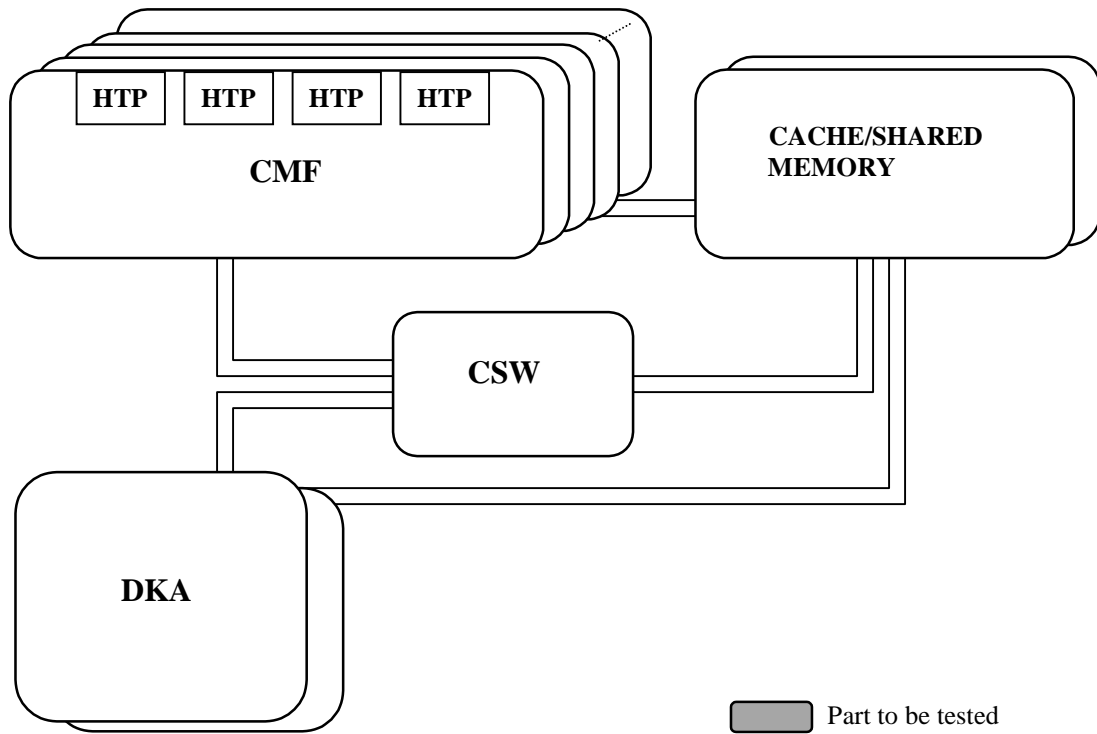 HTP HTP HTP HTP
CMF
CACHE/SHARED
MEMORY
CSW
DKA
Part to be tested